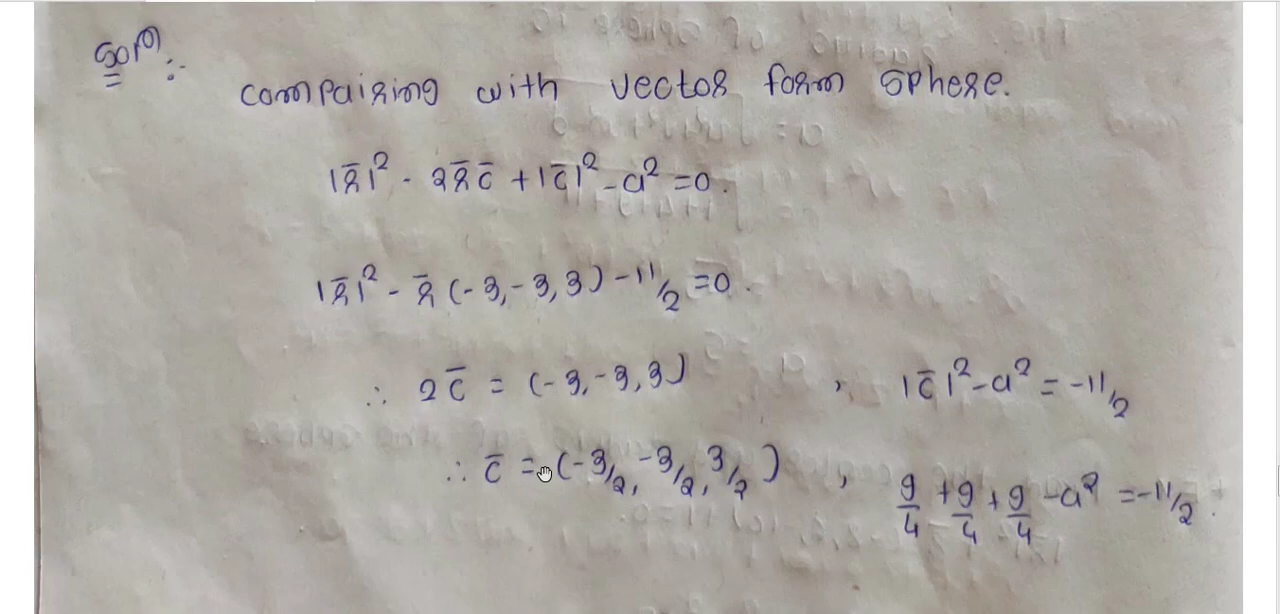 Soln :-
compairing with vector form sphere.
|r̄|² - 2r̄c̄ + |c̄|² - a² = 0.
|r̄|² - r̄ (-3, -3, 3) - 11/2 = 0.
∴ 2c̄ = (-3, -3, 3) , |c̄|² - a² = -11/2
∴ c̄ = (-3/2, -3/2, 3/2) , 9/4 + 9/4 + 9/4 - a² = -11/2.